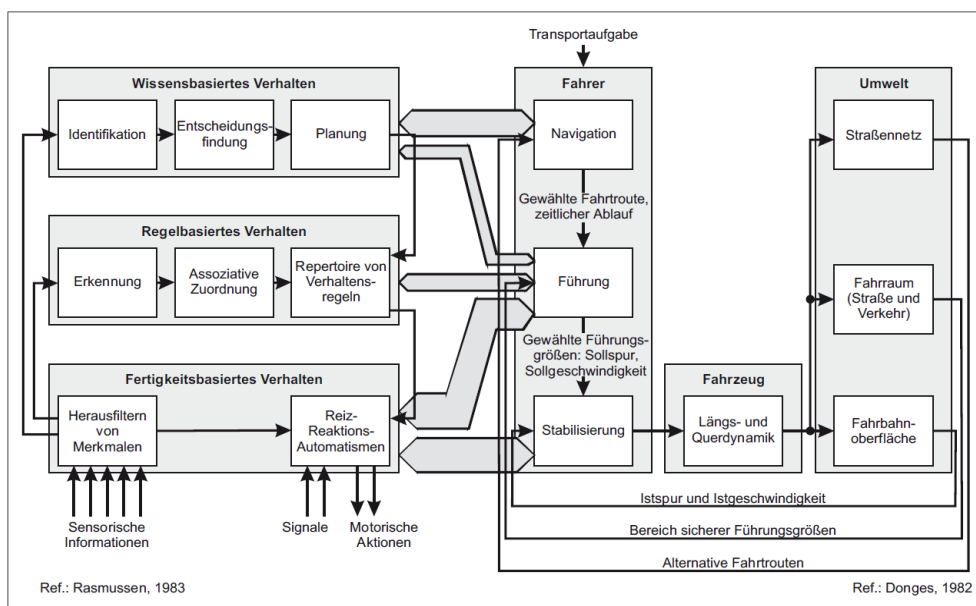 Transportaufgabe
Wissensbasiertes Verhalten
Identifikation
Entscheidungs-
findung
Planung
Regelbasiertes Verhalten
Erkennung
Assoziative
Zuordnung
Repertoire von
Verhaltens-
regeln
Fertigkeitsbasiertes Verhalten
Herausfiltern
von
Merkmalen
Reiz-
Reaktions-
Automatismen
Sensorische
Informationen
Signale
Motorische
Aktionen
Fahrer
Navigation
Gewählte Fahrtroute,
zeitlicher Ablauf
Führung
Gewählte Führungs-
größen: Sollspur,
Sollgeschwindigkeit
Stabilisierung
Fahrzeug
Längs- und
Querdynamik
Umwelt
Straßennetz
Fahrraum
(Straße und
Verkehr)
Fahrbahn-
oberfläche
Istspur und Istgeschwindigkeit
Bereich sicherer Führungsgrößen
Alternative Fahrtrouten
Ref.: Rasmussen, 1983
Ref.: Donges, 1982